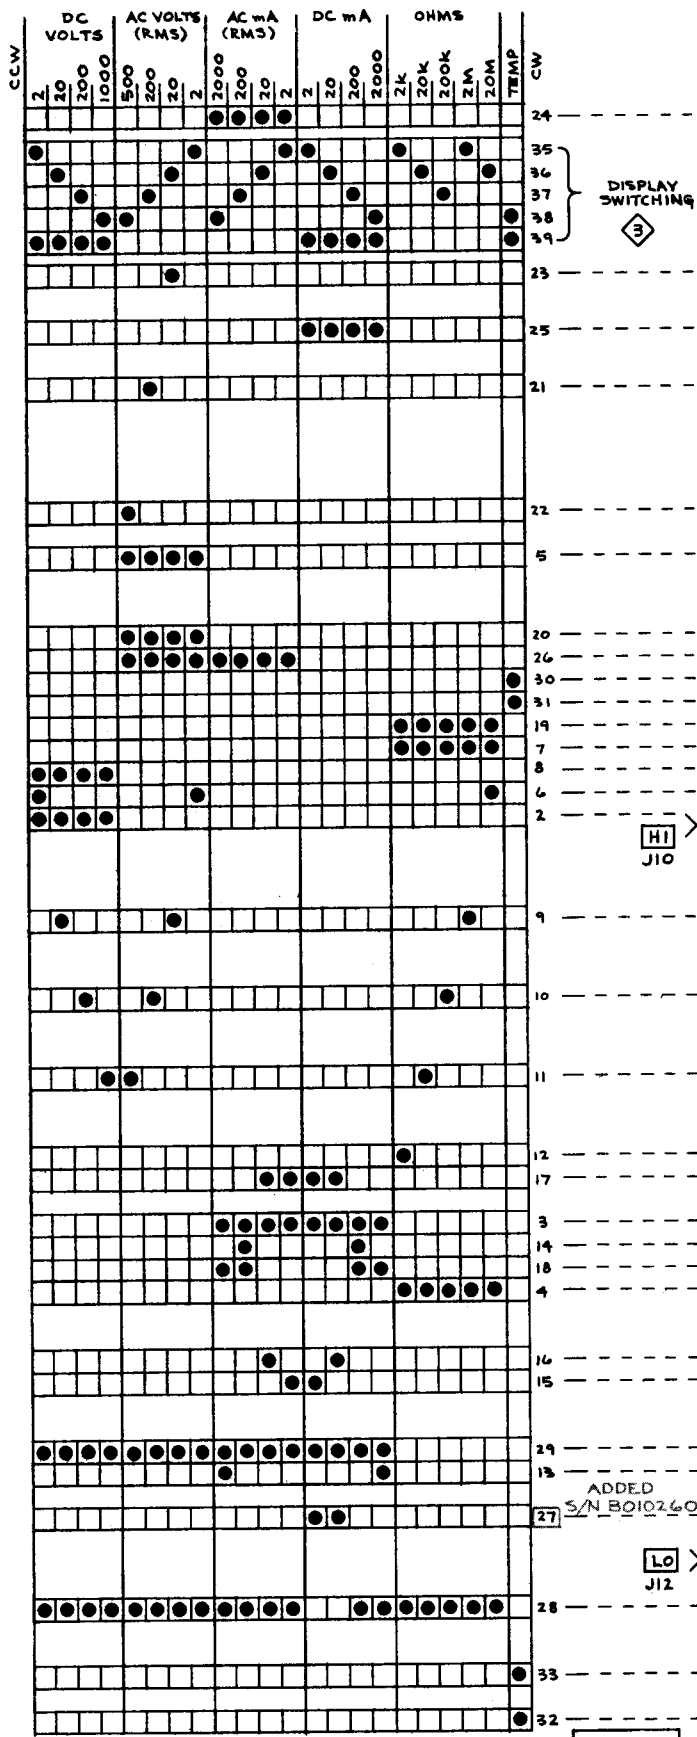 DC VOLTS
AC VOLTS (RMS)
AC mA (RMS)
DC mA
OHMS
CCW
2 20 200 1000 500 200 20 2 2000 200 20 2 2 20 200 2000 2K 20K 200K 2M 20M TEMP
CW
24
35
36
37
38
39
DISPLAY SWITCHING
3
23
25
21
22
5
20
26
30
31
19
7
8
6
2
HI
J10
9
10
11
12
17
3
14
18
4
16
15
29
13
ADDED
S/N B010260
27
LO
J12
28
33
32